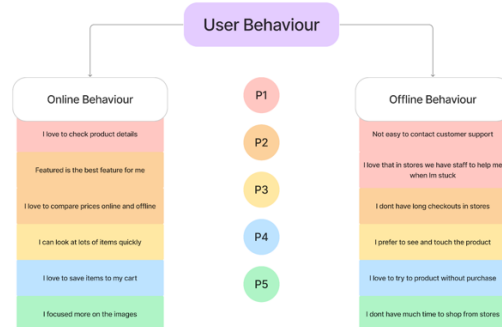 User Behaviour
Online Behaviour
I love to check product details
Featured is the best feature for me
I love to compare prices online and offline
I can look at lots of items quickly
I love to save items to my cart
I focused more on the images
P1
P2
P3
P4
P5
Offline Behaviour
Not easy to contact customer support
I love that in stores we have staff to help me
when Im stuck
I dont have long checkouts in stores
I prefer to see and touch the product
I love to try to product without purchase
I dont have much time to shop from stores